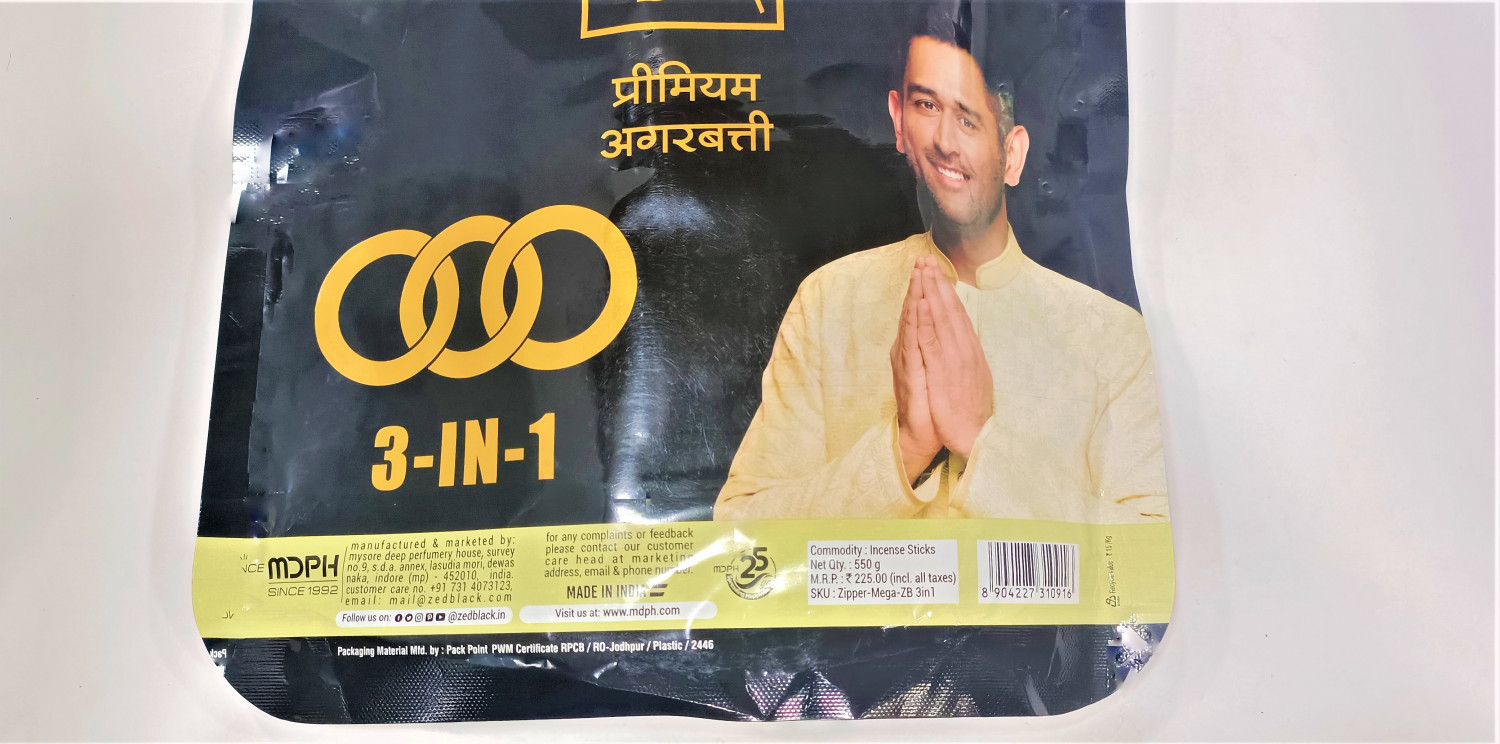 प्रीमियम
अगरबत्ती
3-IN-1
MDPH
SINCE 1992
manufactured & marketed by:
mysore deep perfumery house, survey
no.9, s.d.a. annex, lasudia mori, dewas
naka, indore (mp) - 452010, india.
customer care no. +91 731 4073123,
email: mail@zedblack.com
Follow us on: @zedblack.in
for any complaints or feedback
please contact our customer
care head at marketing
address, email & phone number.
MADE IN INDIA
Visit us at: www.mdph.com
MDPH 25
Commodity : Incense Sticks
Net Qty. : 550 g
M.R.P. : ₹ 225.00 (incl. all taxes)
SKU : Zipper-Mega-ZB 3in1
8 904227 310916
Packaging Material Mfd. by : Pack Point PWM Certificate RPCB / RO-Jodhpur / Plastic / 2446